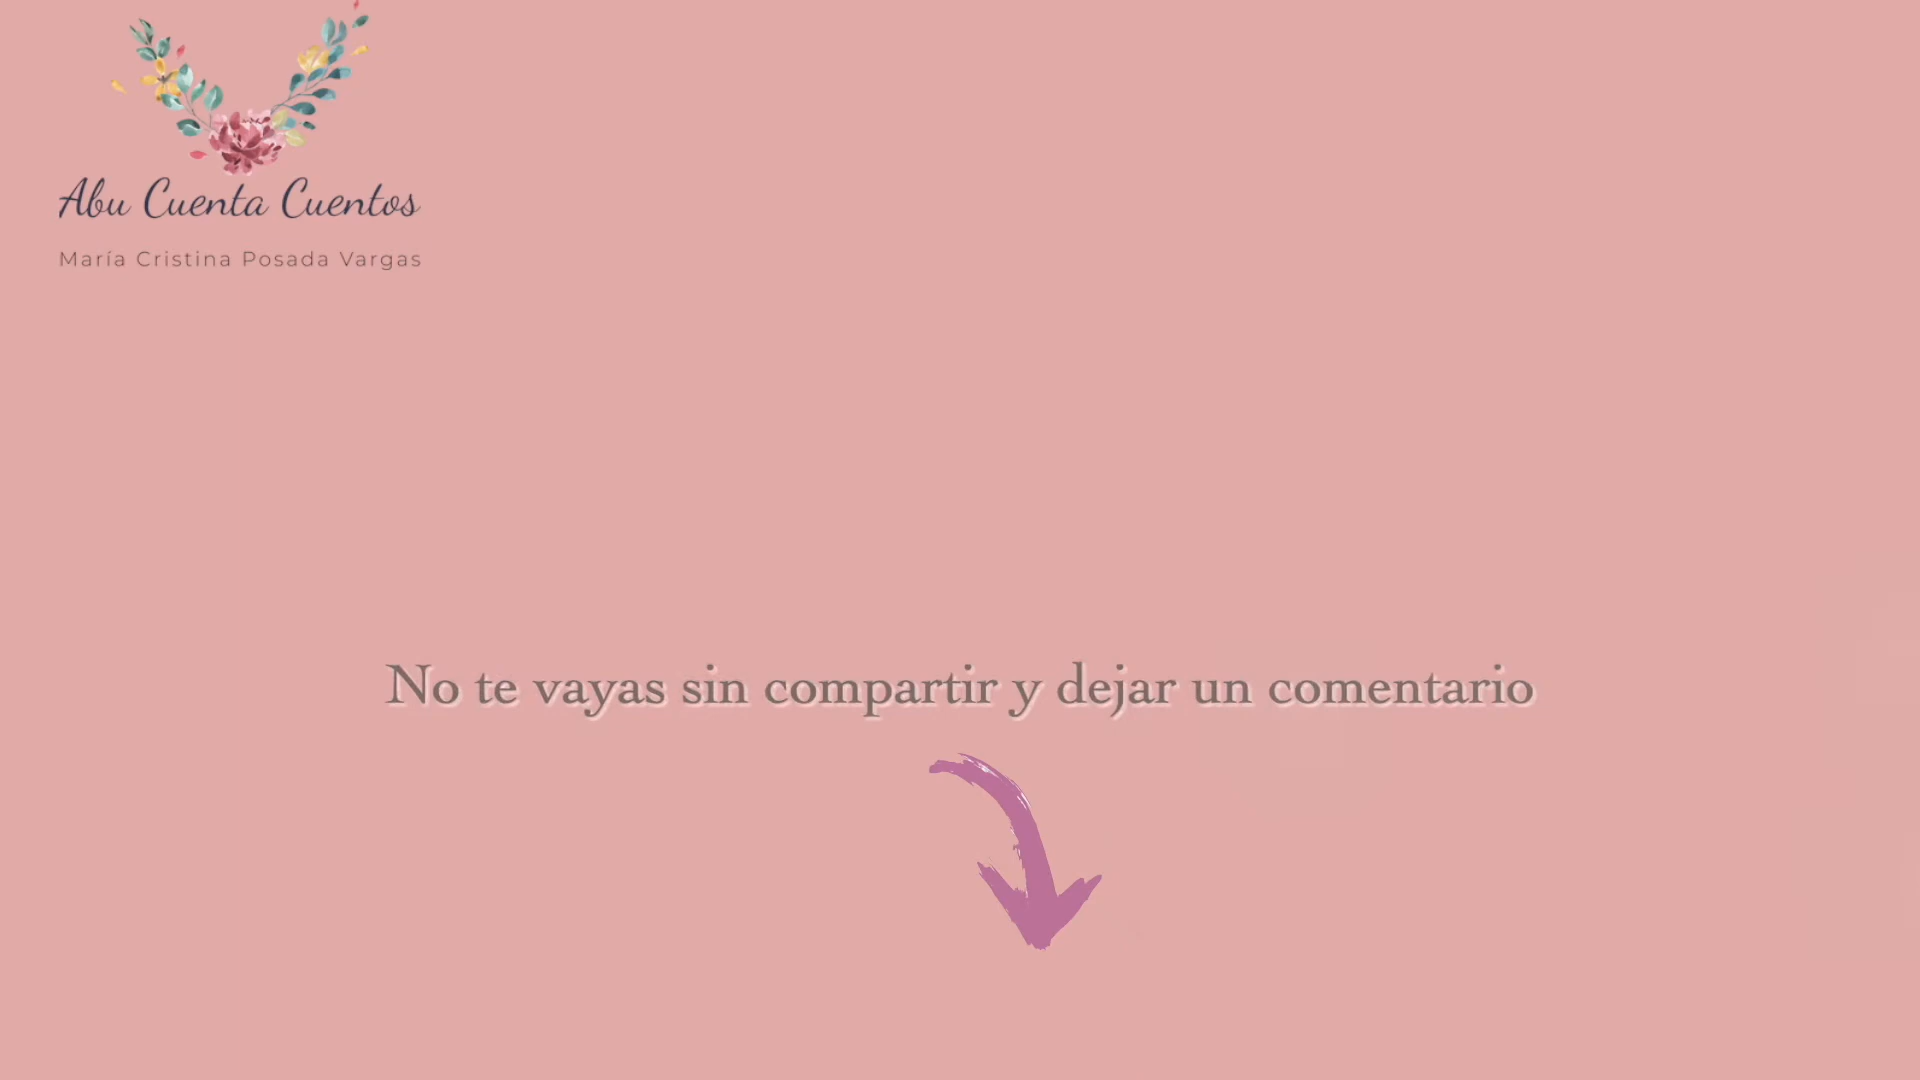 Abu Cuenta Cuentos
María Cristina Posada Vargas
No te vayas sin compartir y dejar un comentario